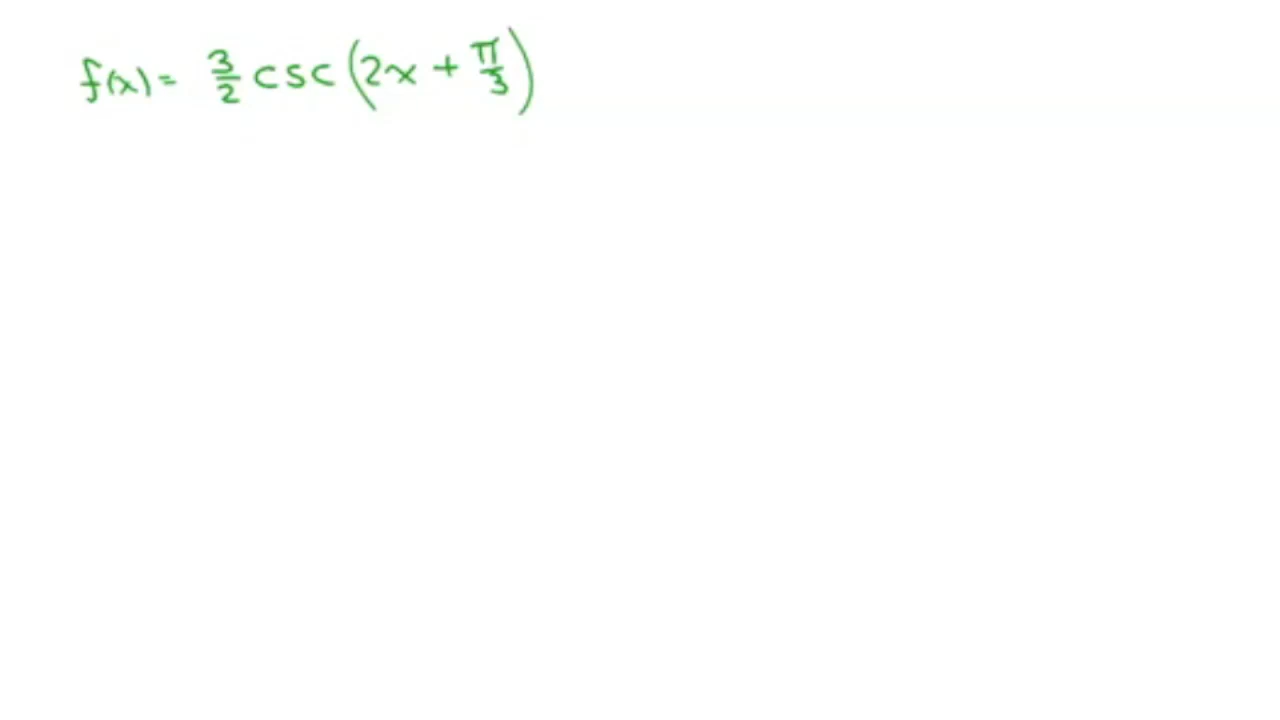 f(x) = 3/2 csc(2x + π/3)